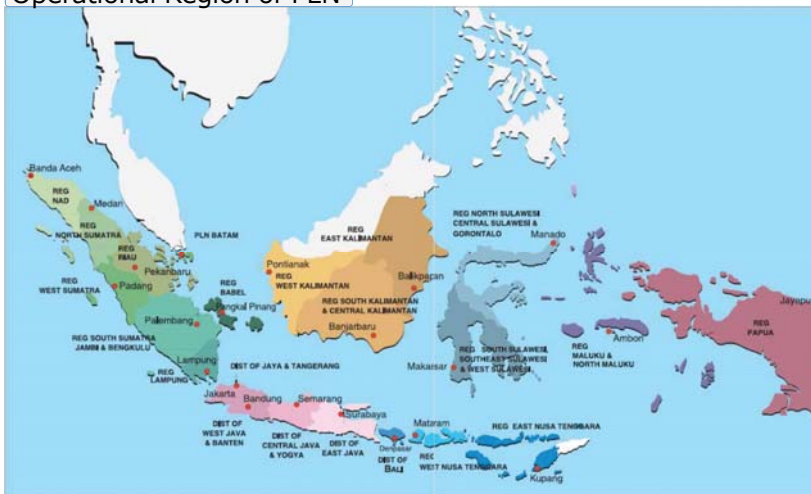 Operational Region of PLN
Banda Aceh
REG
NAD
Medan
REG
NORTH SUMATRA
PLN BATAM
REG
RIAU
Pekanbaru
REG
WEST SUMATRA
Padang
REG
BABEL
Pangkal Pinang
Palembang
REG SOUTH SUMATRA
JAMBI & BENGKULU
Lampung
REG
LAMPUNG
REG
EAST KALIMANTAN
Pontianak
REG
WEST KALIMANTAN
Balikpapan
REG SOUTH KALIMANTAN
& CENTRAL KALIMANTAN
Banjarbaru
REG NORTH SULAWESI,
CENTRAL SULAWESI &
GORONTALO
Manado
Makarsar
REG SOUTH SULAWESI,
SOUTHEAST SULAWESI
& WEST SULAWESI
Ambon
REG
MALUKU &
NORTH MALUKU
REG
PAPUA
DIST OF JAYA & TANGERANG
Jakarta
Bandung
Semarang
Surabaya
DIST OF
WEST JAVA
& BANTEN
DIST OF
CENTRAL JAVA
& YOGYA
DIST OF
EAST JAVA
Denpasar
DIST OF
BALI
Mataram
REG
WEST NUSA TENGGARA
REG EAST NUSA TENGGARA
Kupang